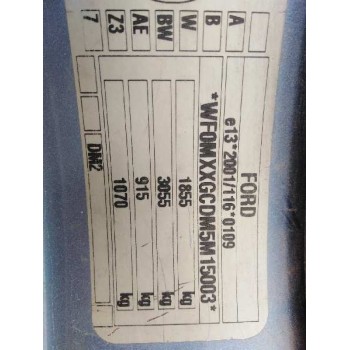 FORD
e13*2001/116*0109
*WF0MXXGCDM5M15003*
1855 kg
3055 kg
915 kg
1070 kg
A B W BW AE Z3 7
DM2